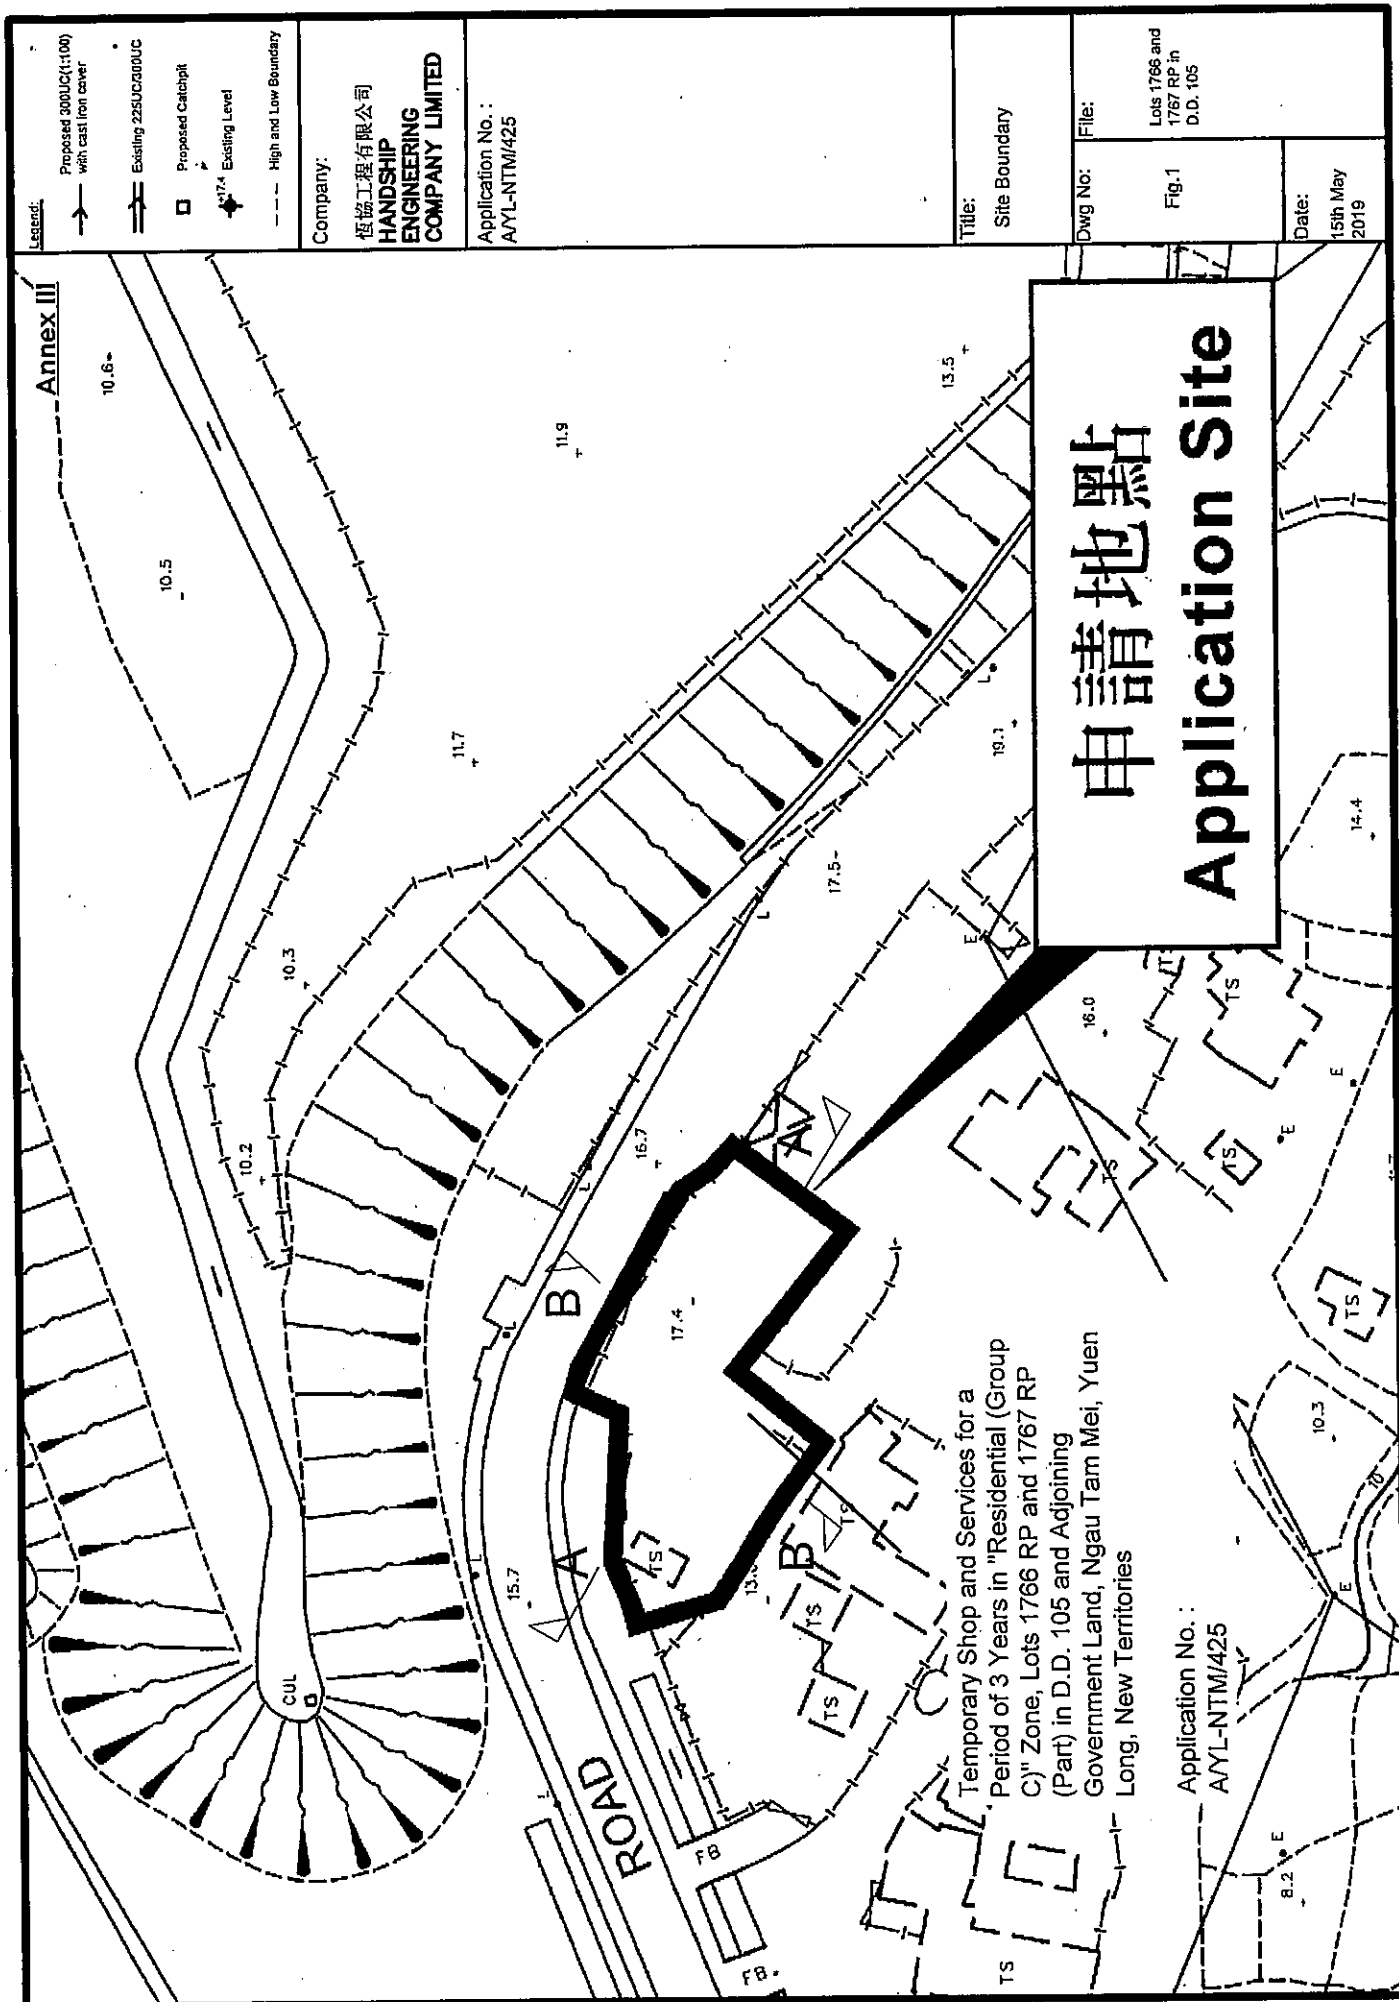 Annex III
Legend:
Proposed 300UC(1:100)
with cast iron cover
Existing 225UC/300UC
Proposed Catchpit
+17.4
Existing Level
High and Low Boundary
Company:
恆協工程有限公司
HANDSHIP
ENGINEERING
COMPANY LIMITED
Application No.:
A/YL-NTM/425
Title:
Site Boundary
Dwg No:
Fig.1
File:
Lots 1766 and
1767 RP in
D.D. 105
Date:
15th May
2019
10.6
10.5
11.9
13.5
11.7
10.3
10.2
19.1
17.5
16.7
17.4
15.7
16.0
14.4
10.3
8.2
10
CUL
ROAD
FB
FB
A
A
B
B
L
L
L
L
L
L
E
E
E
E
E
TS
TS
TS
TS
TS
TS
TS
TS
TS
TS
TS
申請地點
Application Site
Temporary Shop and Services for a
Period of 3 Years in "Residential (Group
C)" Zone, Lots 1766 RP and 1767 RP
(Part) in D.D. 105 and Adjoining
Government Land, Ngau Tam Mei, Yuen
Long, New Territories
Application No. :
A/YL-NTM/425